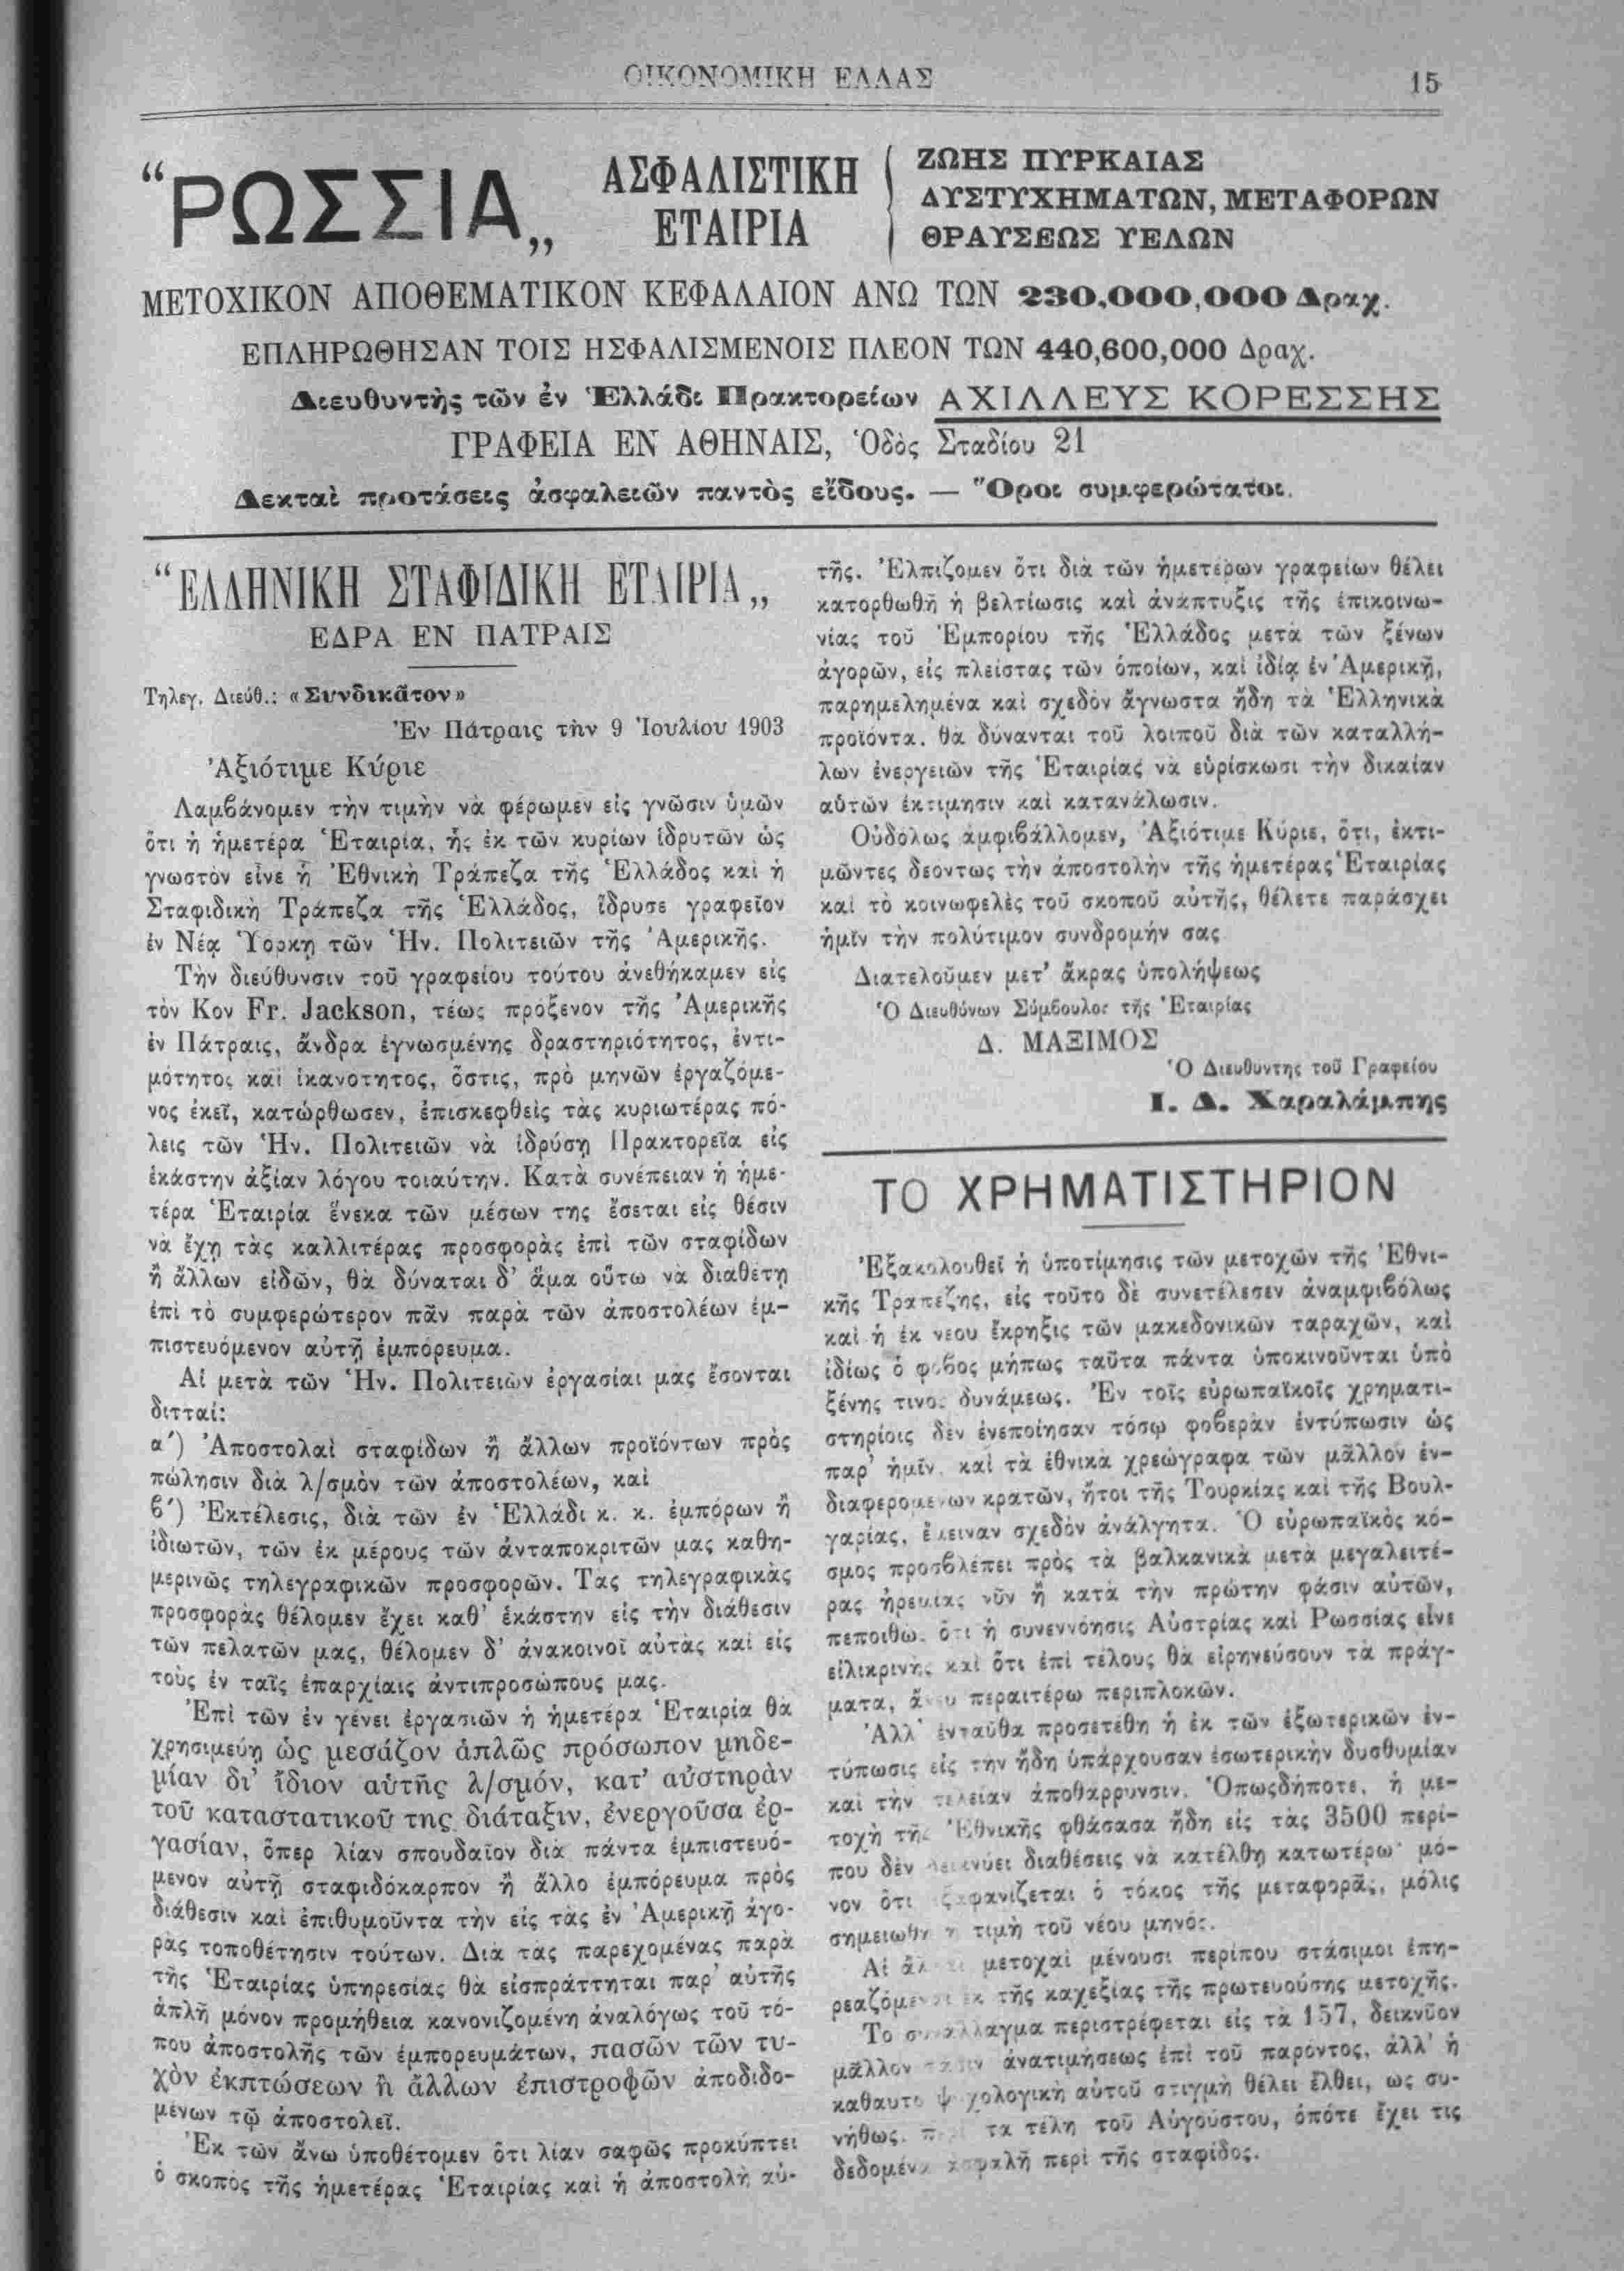 ΟΙΚΟΝΟΜΙΚΗ ΕΛΛΑΣ
15
“ΡΩΣΣΙΑ„
ΑΣΦΑΛΙΣΤΙΚΗ
ΕΤΑΙΡΙΑ
ΖΩΗΣ ΠΥΡΚΑΙΑΣ
ΔΥΣΤΥΧΗΜΑΤΩΝ, ΜΕΤΑΦΟΡΩΝ
ΘΡΑΥΣΕΩΣ ΥΕΛΩΝ
ΜΕΤΟΧΙΚΟΝ ΑΠΟΘΕΜΑΤΙΚΟΝ ΚΕΦΑΛΑΙΟΝ ΑΝΩ ΤΩΝ 230,000,000 Δραχ.
ΕΠΛΗΡΩΘΗΣΑΝ ΤΟΙΣ ΗΣΦΑΛΙΣΜΕΝΟΙΣ ΠΛΕΟΝ ΤΩΝ 440,600,000 Δραχ.
Διευθυντὴς τῶν ἐν Ἑλλάδι Πρακτορείων ΑΧΙΛΛΕΥΣ ΚΟΡΕΣΣΗΣ
ΓΡΑΦΕΙΑ ΕΝ ΑΘΗΝΑΙΣ, Ὁδὸς Σταδίου 21
Δεκταὶ προτάσεις ἀσφαλειῶν παντὸς εἴδους. — Ὅροι συμφερώτατοι.
“ΕΛΛΗΝΙΚΗ ΣΤΑΦΙΔΙΚΗ ΕΤΑΙΡΙΑ„
ΕΔΡΑ ΕΝ ΠΑΤΡΑΙΣ
Τηλεγ. Διεύθ.: «Συνδικᾶτον»
Ἐν Πάτραις τὴν 9 Ἰουλίου 1903
Ἀξιότιμε Κύριε
Λαμβάνομεν τὴν τιμὴν νὰ φέρωμεν εἰς γνῶσιν ὑμῶν
ὅτι ἡ ἡμετέρα Ἑταιρία, ἧς ἐκ τῶν κυρίων ἱδρυτῶν ὡς
γνωστὸν εἶνε ἡ Ἐθνικὴ Τράπεζα τῆς Ἑλλάδος καὶ ἡ
Σταφιδικὴ Τράπεζα τῆς Ἑλλάδος, ἵδρυσε γραφεῖον
ἐν Νέᾳ Ὑόρκῃ τῶν Ἡν. Πολιτειῶν τῆς Ἀμερικῆς.
Τὴν διεύθυνσιν τοῦ γραφείου τούτου ἀνεθήκαμεν εἰς
τὸν Κον Fr. Jackson, τέως πρόξενον τῆς Ἀμερικῆς
ἐν Πάτραις, ἄνδρα ἐγνωσμένης δραστηριότητος, ἐντι-
μότητος καὶ ἱκανότητος, ὅστις, πρὸ μηνῶν ἐργαζόμε-
νος ἐκεῖ, κατώρθωσεν, ἐπισκεφθεὶς τὰς κυριωτέρας πό-
λεις τῶν Ἡν. Πολιτειῶν νὰ ἱδρύσῃ Πρακτορεῖα εἰς
ἑκάστην ἀξίαν λόγου τοιαύτην. Κατὰ συνέπειαν ἡ ἡμε-
τέρα Ἑταιρία ἕνεκα τῶν μέσων της ἔσεται εἰς θέσιν
νὰ ἔχῃ τὰς καλλιτέρας προσφορὰς ἐπὶ τῶν σταφίδων
ἢ ἄλλων εἰδῶν, θὰ δύναται δ’ ἅμα οὕτω νὰ διαθέτῃ
ἐπὶ τὸ συμφερώτερον πᾶν παρὰ τῶν ἀποστολέων ἐμ-
πιστευόμενον αὐτῇ ἐμπόρευμα.
Αἱ μετὰ τῶν Ἡν. Πολιτειῶν ἐργασίαι μας ἔσονται
διτταί:
α΄) Ἀποστολαὶ σταφίδων ἢ ἄλλων προϊόντων πρὸς
πώλησιν διὰ λ/σμὸν τῶν ἀποστολέων, καὶ
β΄) Ἐκτέλεσις, διὰ τῶν ἐν Ἑλλάδι κ. κ. ἐμπόρων ἢ
ἰδιωτῶν, τῶν ἐκ μέρους τῶν ἀνταποκριτῶν μας καθη-
μερινῶς τηλεγραφικῶν προσφορῶν. Τὰς τηλεγραφικὰς
προσφορὰς θέλομεν ἔχει καθ’ ἑκάστην εἰς τὴν διάθεσιν
τῶν πελατῶν μας, θέλομεν δ’ ἀνακοινοῖ αὐτὰς καὶ εἰς
τοὺς ἐν ταῖς ἐπαρχίαις ἀντιπροσώπους μας.
Ἐπὶ τῶν ἐν γένει ἐργασιῶν ἡ ἡμετέρα Ἑταιρία θὰ
χρησιμεύῃ ὡς μεσάζον ἁπλῶς πρόσωπον μηδε-
μίαν δι’ ἴδιον αὑτῆς λ/σμόν, κατ’ αὐστηρὰν
τοῦ καταστατικοῦ της διάταξιν, ἐνεργοῦσα ἐρ-
γασίαν, ὅπερ λίαν σπουδαῖον διὰ πάντα ἐμπιστευό-
μενον αὐτῇ σταφιδόκαρπον ἢ ἄλλο ἐμπόρευμα πρὸς
διάθεσιν καὶ ἐπιθυμοῦντα τὴν εἰς τὰς ἐν Ἀμερικῇ ἀγο-
ρὰς τοποθέτησιν τούτων. Διὰ τὰς παρεχομένας παρὰ
τῆς Ἑταιρίας ὑπηρεσίας θὰ εἰσπράττηται παρ’ αὐτῆς
ἁπλῆ μόνον προμήθεια κανονιζομένη ἀναλόγως τοῦ τό-
που ἀποστολῆς τῶν ἐμπορευμάτων, πασῶν τῶν τυ-
χὸν ἐκπτώσεων ἢ ἄλλων ἐπιστροφῶν ἀποδιδο-
μένων τῷ ἀποστολεῖ.
Ἐκ τῶν ἄνω ὑποθέτομεν ὅτι λίαν σαφῶς προκύπτει
ὁ σκοπὸς τῆς ἡμετέρας Ἑταιρίας καὶ ἡ ἀποστολὴ αὐ-
τῆς. Ἐλπίζομεν ὅτι διὰ τῶν ἡμετέρων γραφείων θέλει
κατορθωθῆ ἡ βελτίωσις καὶ ἀνάπτυξις τῆς ἐπικοινω-
νίας τοῦ Ἐμπορίου τῆς Ἑλλάδος μετὰ τῶν ξένων
ἀγορῶν, εἰς πλείστας τῶν ὁποίων, καὶ ἰδίᾳ ἐν Ἀμερικῇ,
παρημελημένα καὶ σχεδὸν ἄγνωστα ἤδη τὰ Ἑλληνικὰ
προϊόντα, θὰ δύνανται τοῦ λοιποῦ διὰ τῶν καταλλή-
λων ἐνεργειῶν τῆς Ἑταιρίας νὰ εὑρίσκωσι τὴν δικαίαν
αὐτῶν ἐκτίμησιν καὶ κατανάλωσιν.
Οὐδόλως ἀμφιβάλλομεν, Ἀξιότιμε Κύριε, ὅτι, ἐκτι-
μῶντες δεόντως τὴν ἀποστολὴν τῆς ἡμετέρας Ἑταιρίας
καὶ τὸ κοινωφελὲς τοῦ σκοποῦ αὐτῆς, θέλετε παράσχει
ἡμῖν τὴν πολύτιμον συνδρομήν σας
Διατελοῦμεν μετ’ ἄκρας ὑπολήψεως
Ὁ Διευθύνων Σύμβουλος τῆς Ἑταιρίας
Δ. ΜΑΞΙΜΟΣ
Ὁ Διευθυντὴς τοῦ Γραφείου
Ι. Δ. Χαραλάμπης
ΤΟ ΧΡΗΜΑΤΙΣΤΗΡΙΟΝ
Ἐξακολουθεῖ ἡ ὑποτίμησις τῶν μετοχῶν τῆς Ἐθνι-
κῆς Τραπέζης, εἰς τοῦτο δὲ συνετέλεσεν ἀναμφιβόλως
καὶ ἡ ἐκ νέου ἔκρηξις τῶν μακεδονικῶν ταραχῶν, καὶ
ἰδίως ὁ φόβος μήπως ταῦτα πάντα ὑποκινοῦνται ὑπὸ
ξένης τινος δυνάμεως. Ἐν τοῖς εὐρωπαϊκοῖς χρηματι-
στηρίοις δὲν ἐνεποίησαν τόσῳ φοβερὰν ἐντύπωσιν ὡς
παρ’ ἡμῖν, καὶ τὰ ἐθνικὰ χρεώγραφα τῶν μᾶλλον ἐν-
διαφερομένων κρατῶν, ἤτοι τῆς Τουρκίας καὶ τῆς Βουλ-
γαρίας, ἔμειναν σχεδὸν ἀνάλγητα. Ὁ εὐρωπαϊκὸς κό-
σμος προσβλέπει πρὸς τὰ βαλκανικὰ μετὰ μεγαλειτέ-
ρας ἠρεμίας νῦν ἢ κατὰ τὴν πρώτην φάσιν αὐτῶν,
πεποιθὼς ὅτι ἡ συνεννόησις Αὐστρίας καὶ Ρωσσίας εἶνε
εἰλικρινὴς καὶ ὅτι ἐπὶ τέλους θὰ εἰρηνεύσουν τὰ πράγ-
ματα, ἄνευ περαιτέρω περιπλοκῶν.
Ἀλλ’ ἐνταῦθα προσετέθη ἡ ἐκ τῶν ἐξωτερικῶν ἐν-
τύπωσις εἰς τὴν ἤδη ὑπάρχουσαν ἐσωτερικὴν δυσθυμίαν
καὶ τὴν τελείαν ἀποθάρρυνσιν. Ὁπωςδήποτε, ἡ με-
τοχὴ τῆς Ἐθνικῆς φθάσασα ἤδη εἰς τὰς 3500 περί-
που δὲν δεικνύει διαθέσεις νὰ κατέλθῃ κατωτέρω· μό-
νον ὅτι ἐξαφανίζεται ὁ τόκος τῆς μεταφορᾶς, μόλις
σημειωθῇ ἡ τιμὴ τοῦ νέου μηνός.
Αἱ ἄλλαι μετοχαὶ μένουσι περίπου στάσιμοι ἐπη-
ρεαζόμεναι ἐκ τῆς καχεξίας τῆς πρωτευούσης μετοχῆς.
Τὸ συνάλλαγμα περιστρέφεται εἰς τὰ 157, δεικνῦον
μᾶλλον τάσιν ἀνατιμήσεως ἐπὶ τοῦ παρόντος, ἀλλ’ ἡ
καθαυτὸ ψυχολογικὴ αὐτοῦ στιγμὴ θέλει ἔλθει, ὡς συ-
νήθως, περὶ τὰ τέλη τοῦ Αὐγούστου, ὁπότε ἔχει τις
δεδομένα ἀσφαλῆ περὶ τῆς σταφίδος.